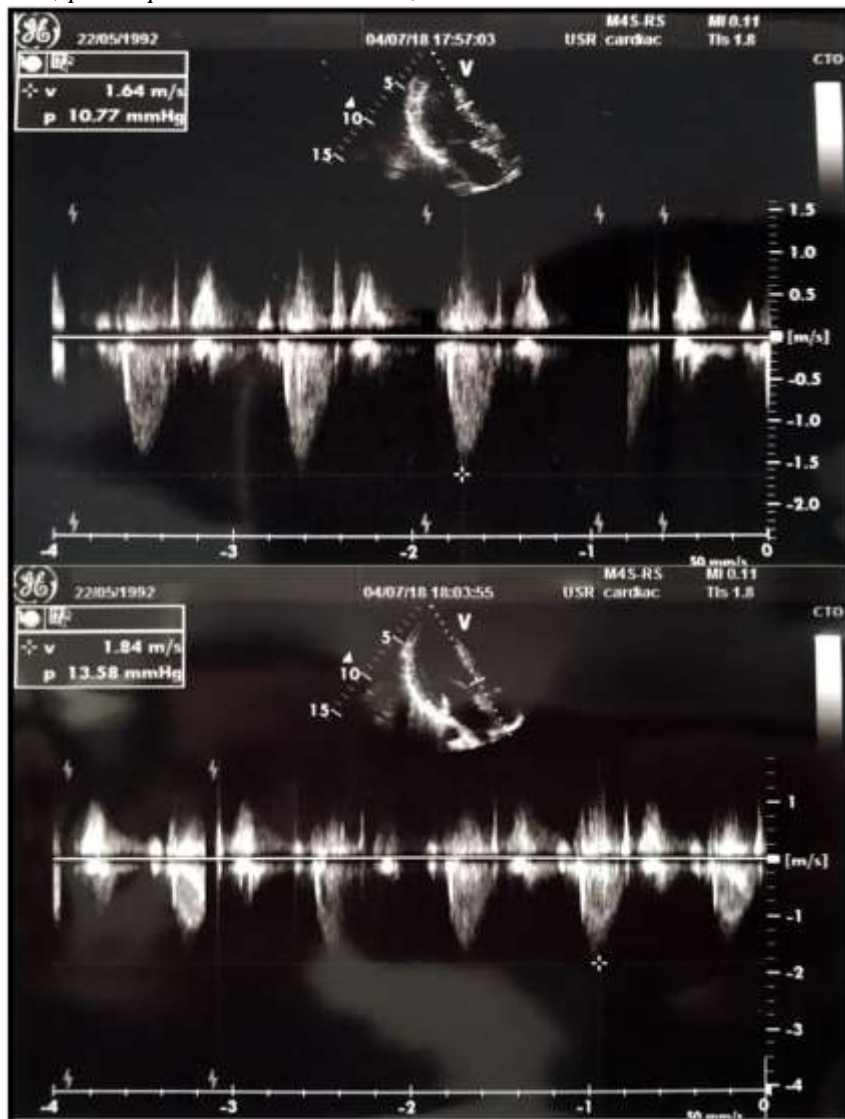 M4S-RS MI 0.11
22/05/1992 04/07/18 17:57:03 USR cardiac TIs 1.8
CTO
v 1.64 m/s
p 10.77 mmHg
V
5
10
15
1.5
1.0
0.5
[m/s]
-0.5
-1.0
-1.5
-2.0
-4 -3 -2 -1 0
50 mm/s
M4S-RS MI 0.11
22/05/1992 04/07/18 18:03:55 USR cardiac TIs 1.8
CTO
v 1.84 m/s
p 13.58 mmHg
V
5
10
15
1
[m/s]
-1
-2
-3
-4
-4 -3 -2 -1 0
50 mm/s